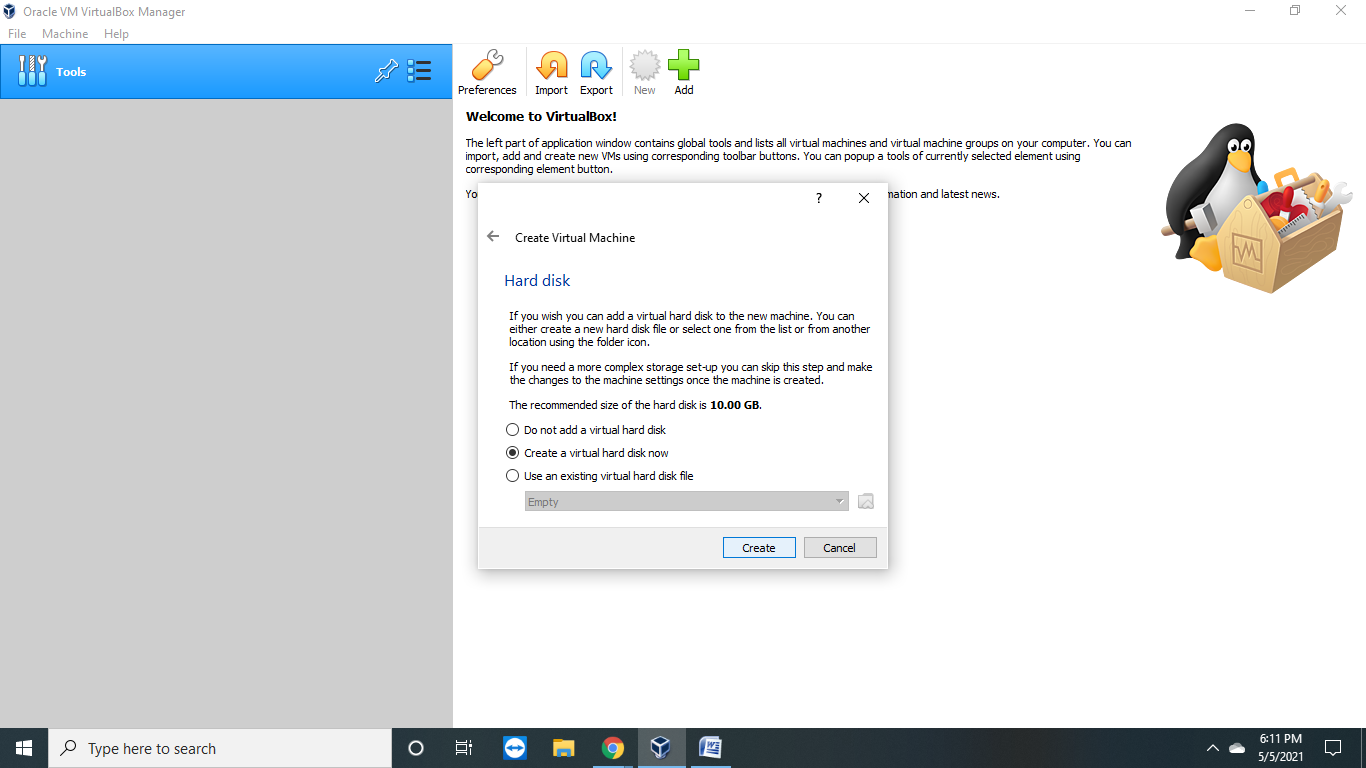 Oracle VM VirtualBox Manager
File Machine Help
Tools
Preferences Import Export New Add
Welcome to VirtualBox!
The left part of application window contains global tools and lists all virtual machines and virtual machine groups on your computer. You can
import, add and create new VMs using corresponding toolbar buttons. You can popup a tools of currently selected element using
corresponding element button.
mation and latest news.
?
Create Virtual Machine
Hard disk
If you wish you can add a virtual hard disk to the new machine. You can
either create a new hard disk file or select one from the list or from another
location using the folder icon.
If you need a more complex storage set-up you can skip this step and make
the changes to the machine settings once the machine is created.
The recommended size of the hard disk is 10.00 GB.
Do not add a virtual hard disk
Create a virtual hard disk now
Use an existing virtual hard disk file
Empty
Create Cancel
Type here to search
6:11 PM
5/5/2021